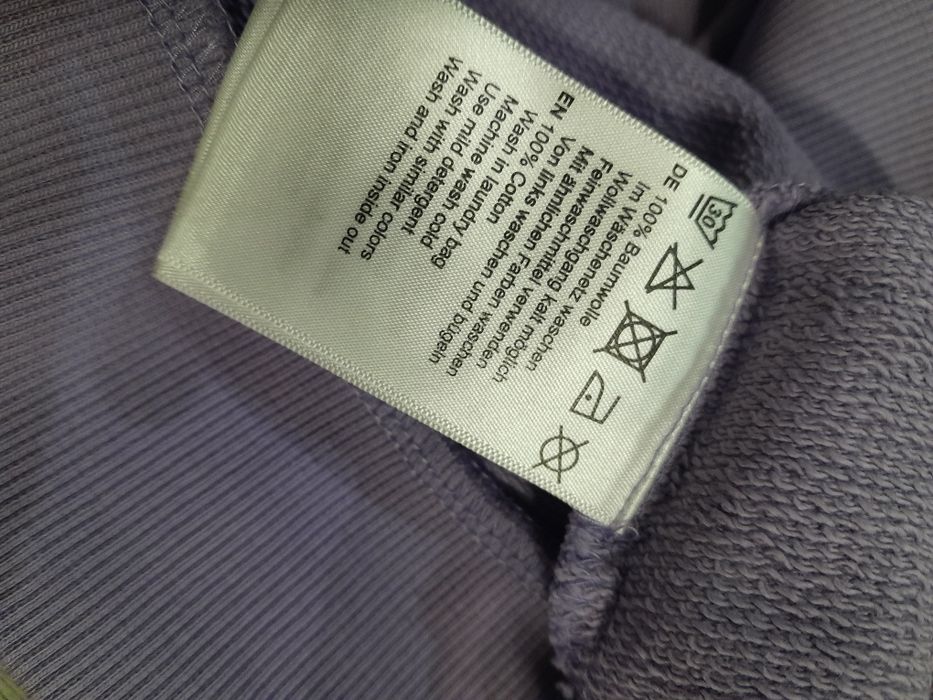 30
DE 100% Baumwolle
Im Wäschenetz waschen
Wollwaschgang kalt möglich
Feinwaschmittel verwenden
Mit ähnlichen Farben waschen
Von links waschen und bügeln
EN 100% Cotton
Wash in laundry bag
Machine wash cold
Use mild detergent
Wash with similar colors
Wash and iron inside out